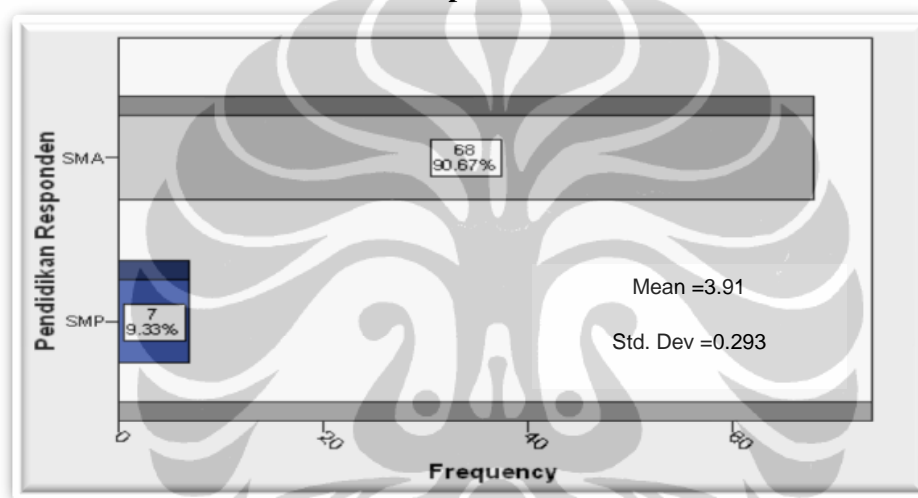 SMA
68
90.67%
Pendidikan Responden
SMP
7
9.33%
Mean =3.91
Std. Dev =0.293
0
20
40
60
Frequency